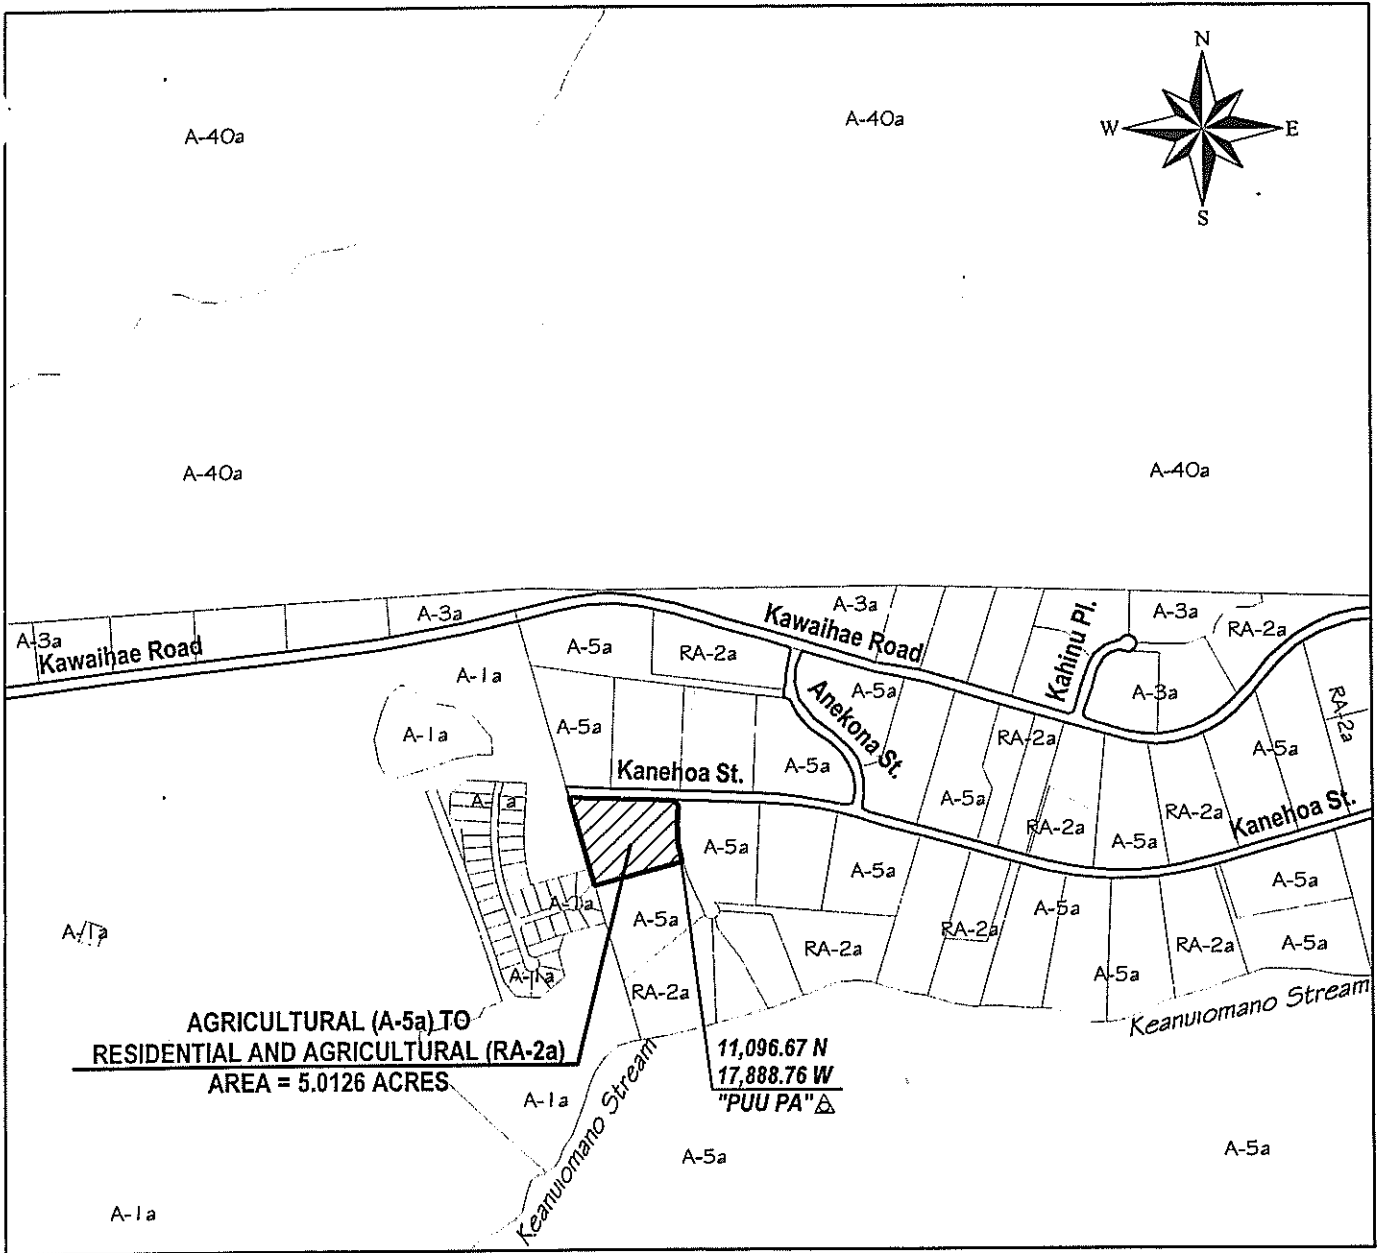 N
W
E
S
A-40a
A-40a
A-40a
A-40a
A-3a
Kawaihae Road
A-3a
A-3a
Kawaihae Road
Kahinu Pl.
A-3a
RA-2a
A-5a
RA-2a
A-1a
A-5a
Anekona St.
A-3a
RA-2a
A-1a
A-5a
RA-2a
A-5a
Kanehoa St.
A-5a
A-5a
RA-2a
Kanehoa St.
RA-2a
A-5a
A-5a
A-5a
A-5a
A-1a
A-5a
A-5a
RA-2a
RA-2a
A-5a
RA-2a
A-5a
A-1a
RA-2a
A-5a
Keanuiomano Stream
AGRICULTURAL (A-5a) TO
RESIDENTIAL AND AGRICULTURAL (RA-2a)
AREA = 5.0126 ACRES
11,096.67 N
17,888.76 W
"PUU PA"
A-1a
Keanuiomano Stream
A-5a
A-5a
A-1a